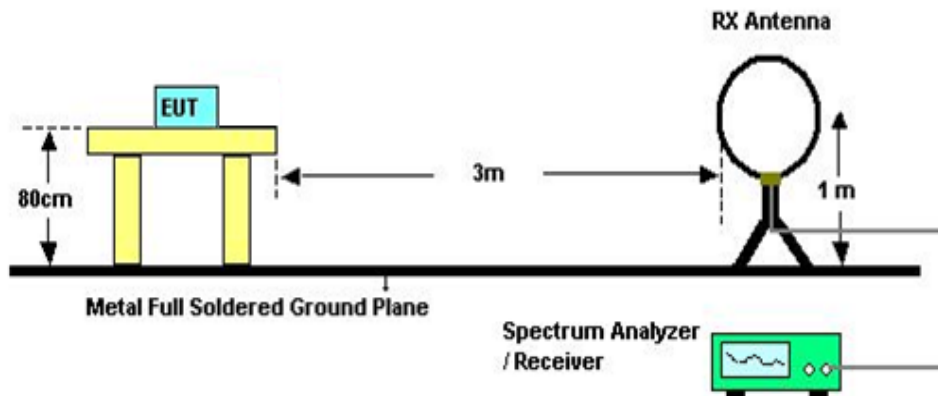 RX Antenna
EUT
80cm
3m
1 m
Metal Full Soldered Ground Plane
Spectrum Analyzer
/ Receiver